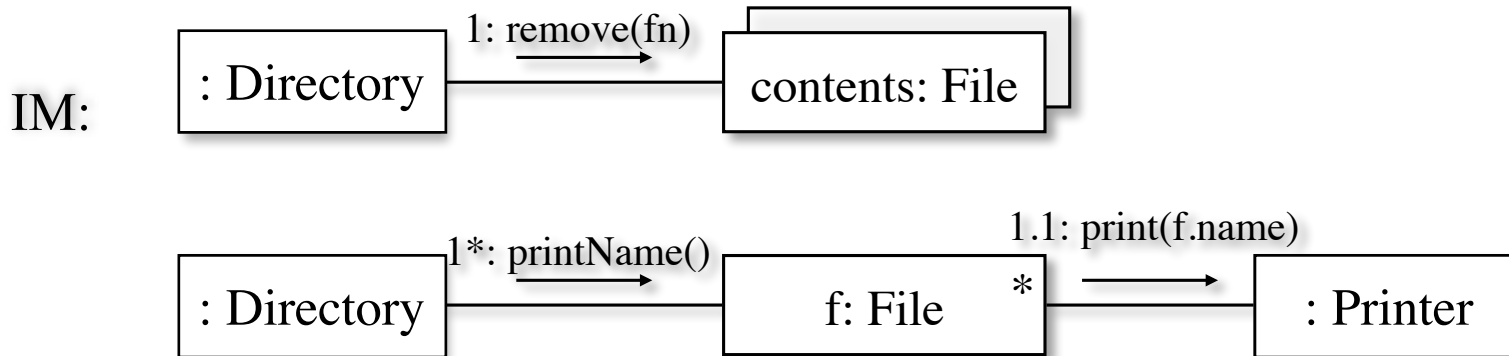 1: remove(fn)
IM:
: Directory
contents: File
1*: printName()
1.1: print(f.name)
: Directory
f: File
*
: Printer